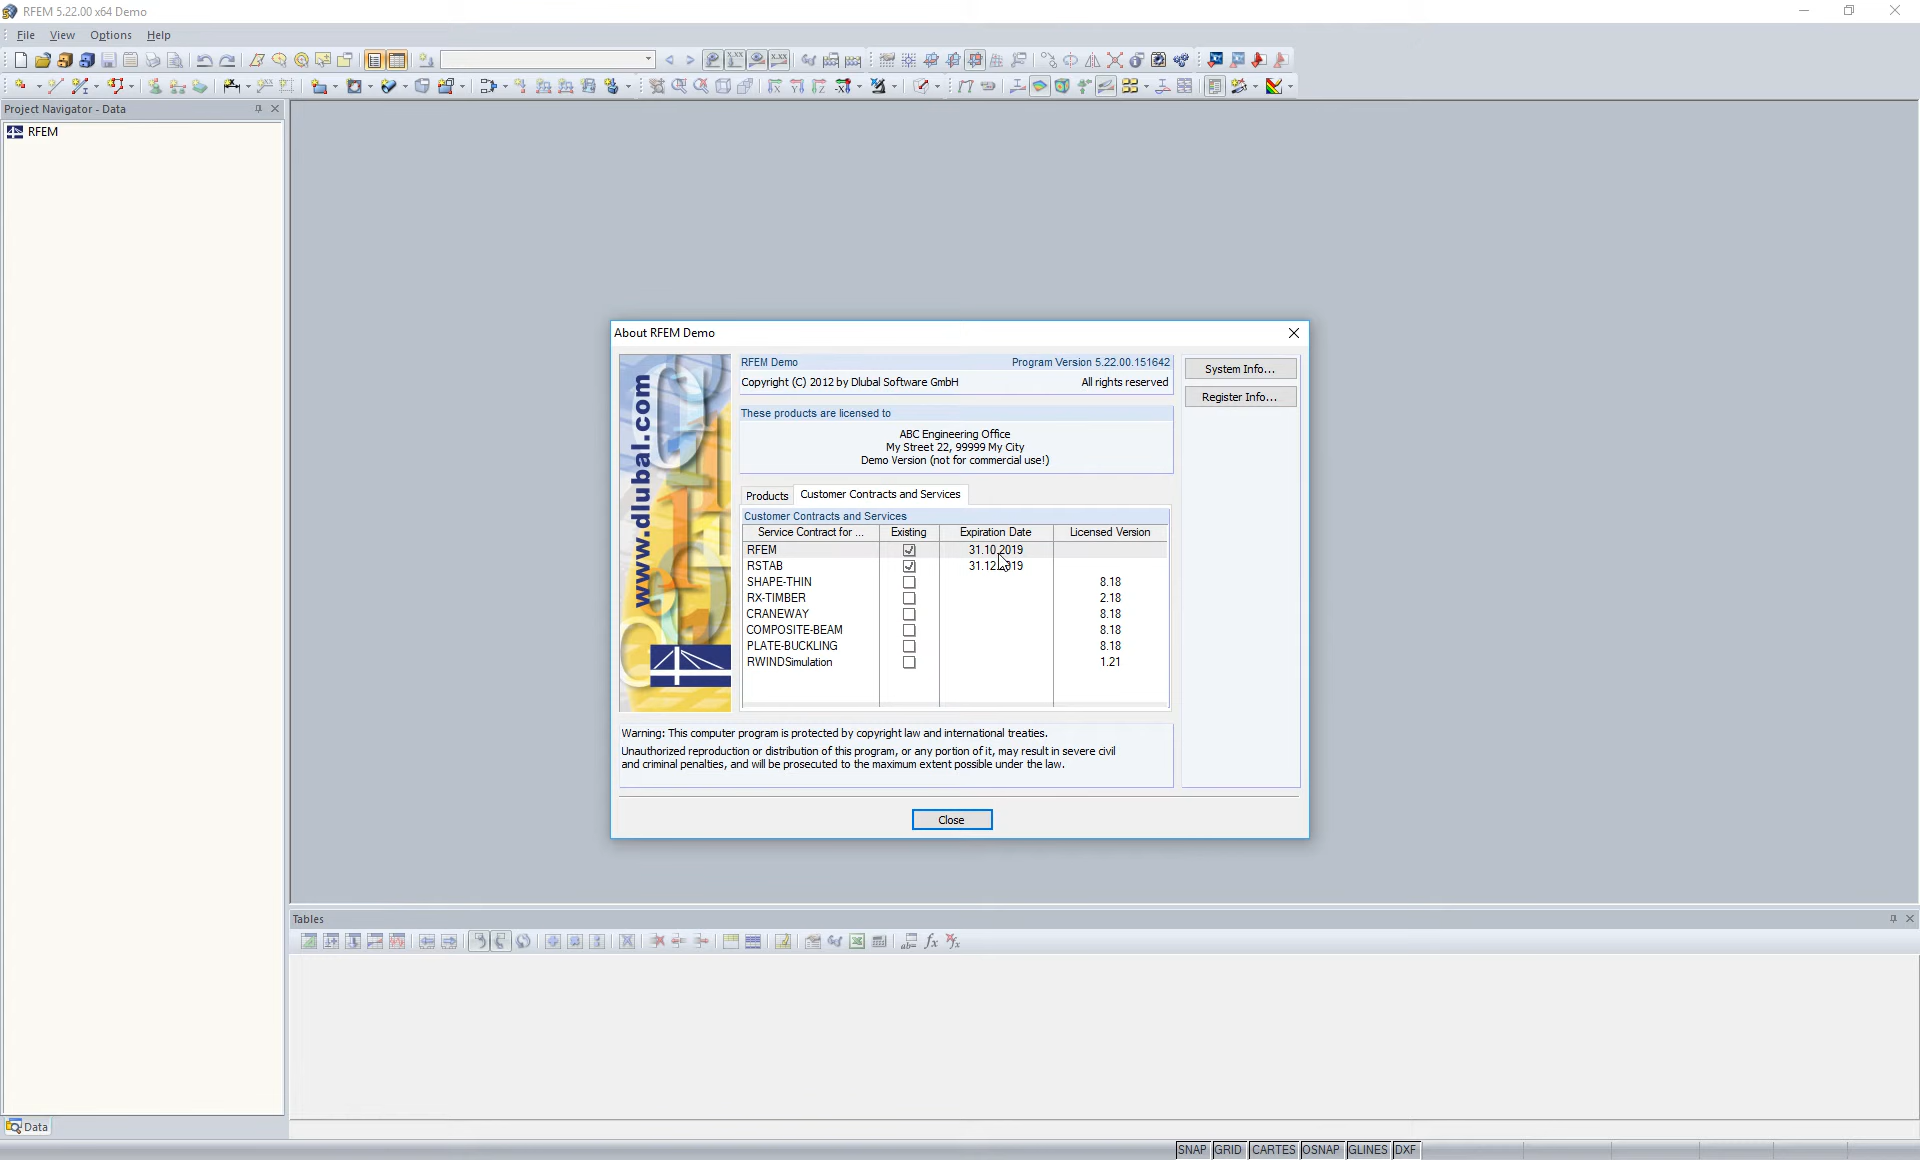 RFEM 5.22.00 x64 Demo
File View Options Help
Project Navigator - Data
RFEM
About RFEM Demo
www.dlubal.com
RFEM Demo Program Version 5.22.00.151642
Copyright (C) 2012 by Dlubal Software GmbH All rights reserved
System Info...
Register Info...
These products are licensed to
ABC Engineering Office
My Street 22, 99999 My City
Demo Version (not for commercial use!)
Products Customer Contracts and Services
Customer Contracts and Services
Service Contract for ... Existing Expiration Date Licensed Version
RFEM 31.10.2019
RSTAB 31.12.2019
SHAPE-THIN 8.18
RX-TIMBER 2.18
CRANEWAY 8.18
COMPOSITE-BEAM 8.18
PLATE-BUCKLING 8.18
RWINDSimulation 1.21
Warning: This computer program is protected by copyright law and international treaties.
Unauthorized reproduction or distribution of this program, or any portion of it, may result in severe civil
and criminal penalties, and will be prosecuted to the maximum extent possible under the law.
Close
Tables
Data
SNAP GRID CARTES OSNAP GLINES DXF